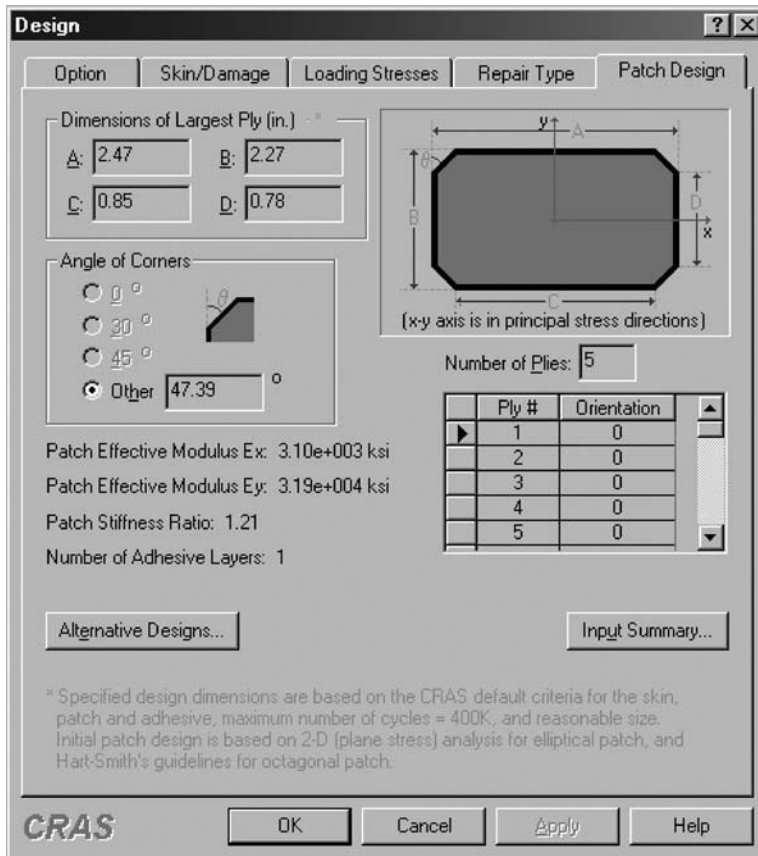 Design
Option Skin/Damage Loading Stresses Repair Type Patch Design
Dimensions of Largest Ply (in.) - *
A: 2.47 B: 2.27
C: 0.85 D: 0.78
y
A
θ
B
D
x
C
(x-y axis is in principal stress directions)
Angle of Corners
0 °
30 °
45 °
Other 47.39 °
θ
Number of Plies: 5
Ply # Orientation
1 0
2 0
3 0
4 0
5 0
Patch Effective Modulus Ex: 3.10e+003 ksi
Patch Effective Modulus Ey: 3.19e+004 ksi
Patch Stiffness Ratio: 1.21
Number of Adhesive Layers: 1
Alternative Designs... Input Summary...
* Specified design dimensions are based on the CRAS default criteria for the skin,
patch and adhesive, maximum number of cycles = 400K, and reasonable size.
Initial patch design is based on 2-D (plane stress) analysis for elliptical patch, and
Hart-Smith's guidelines for octagonal patch.
CRAS OK Cancel Apply Help